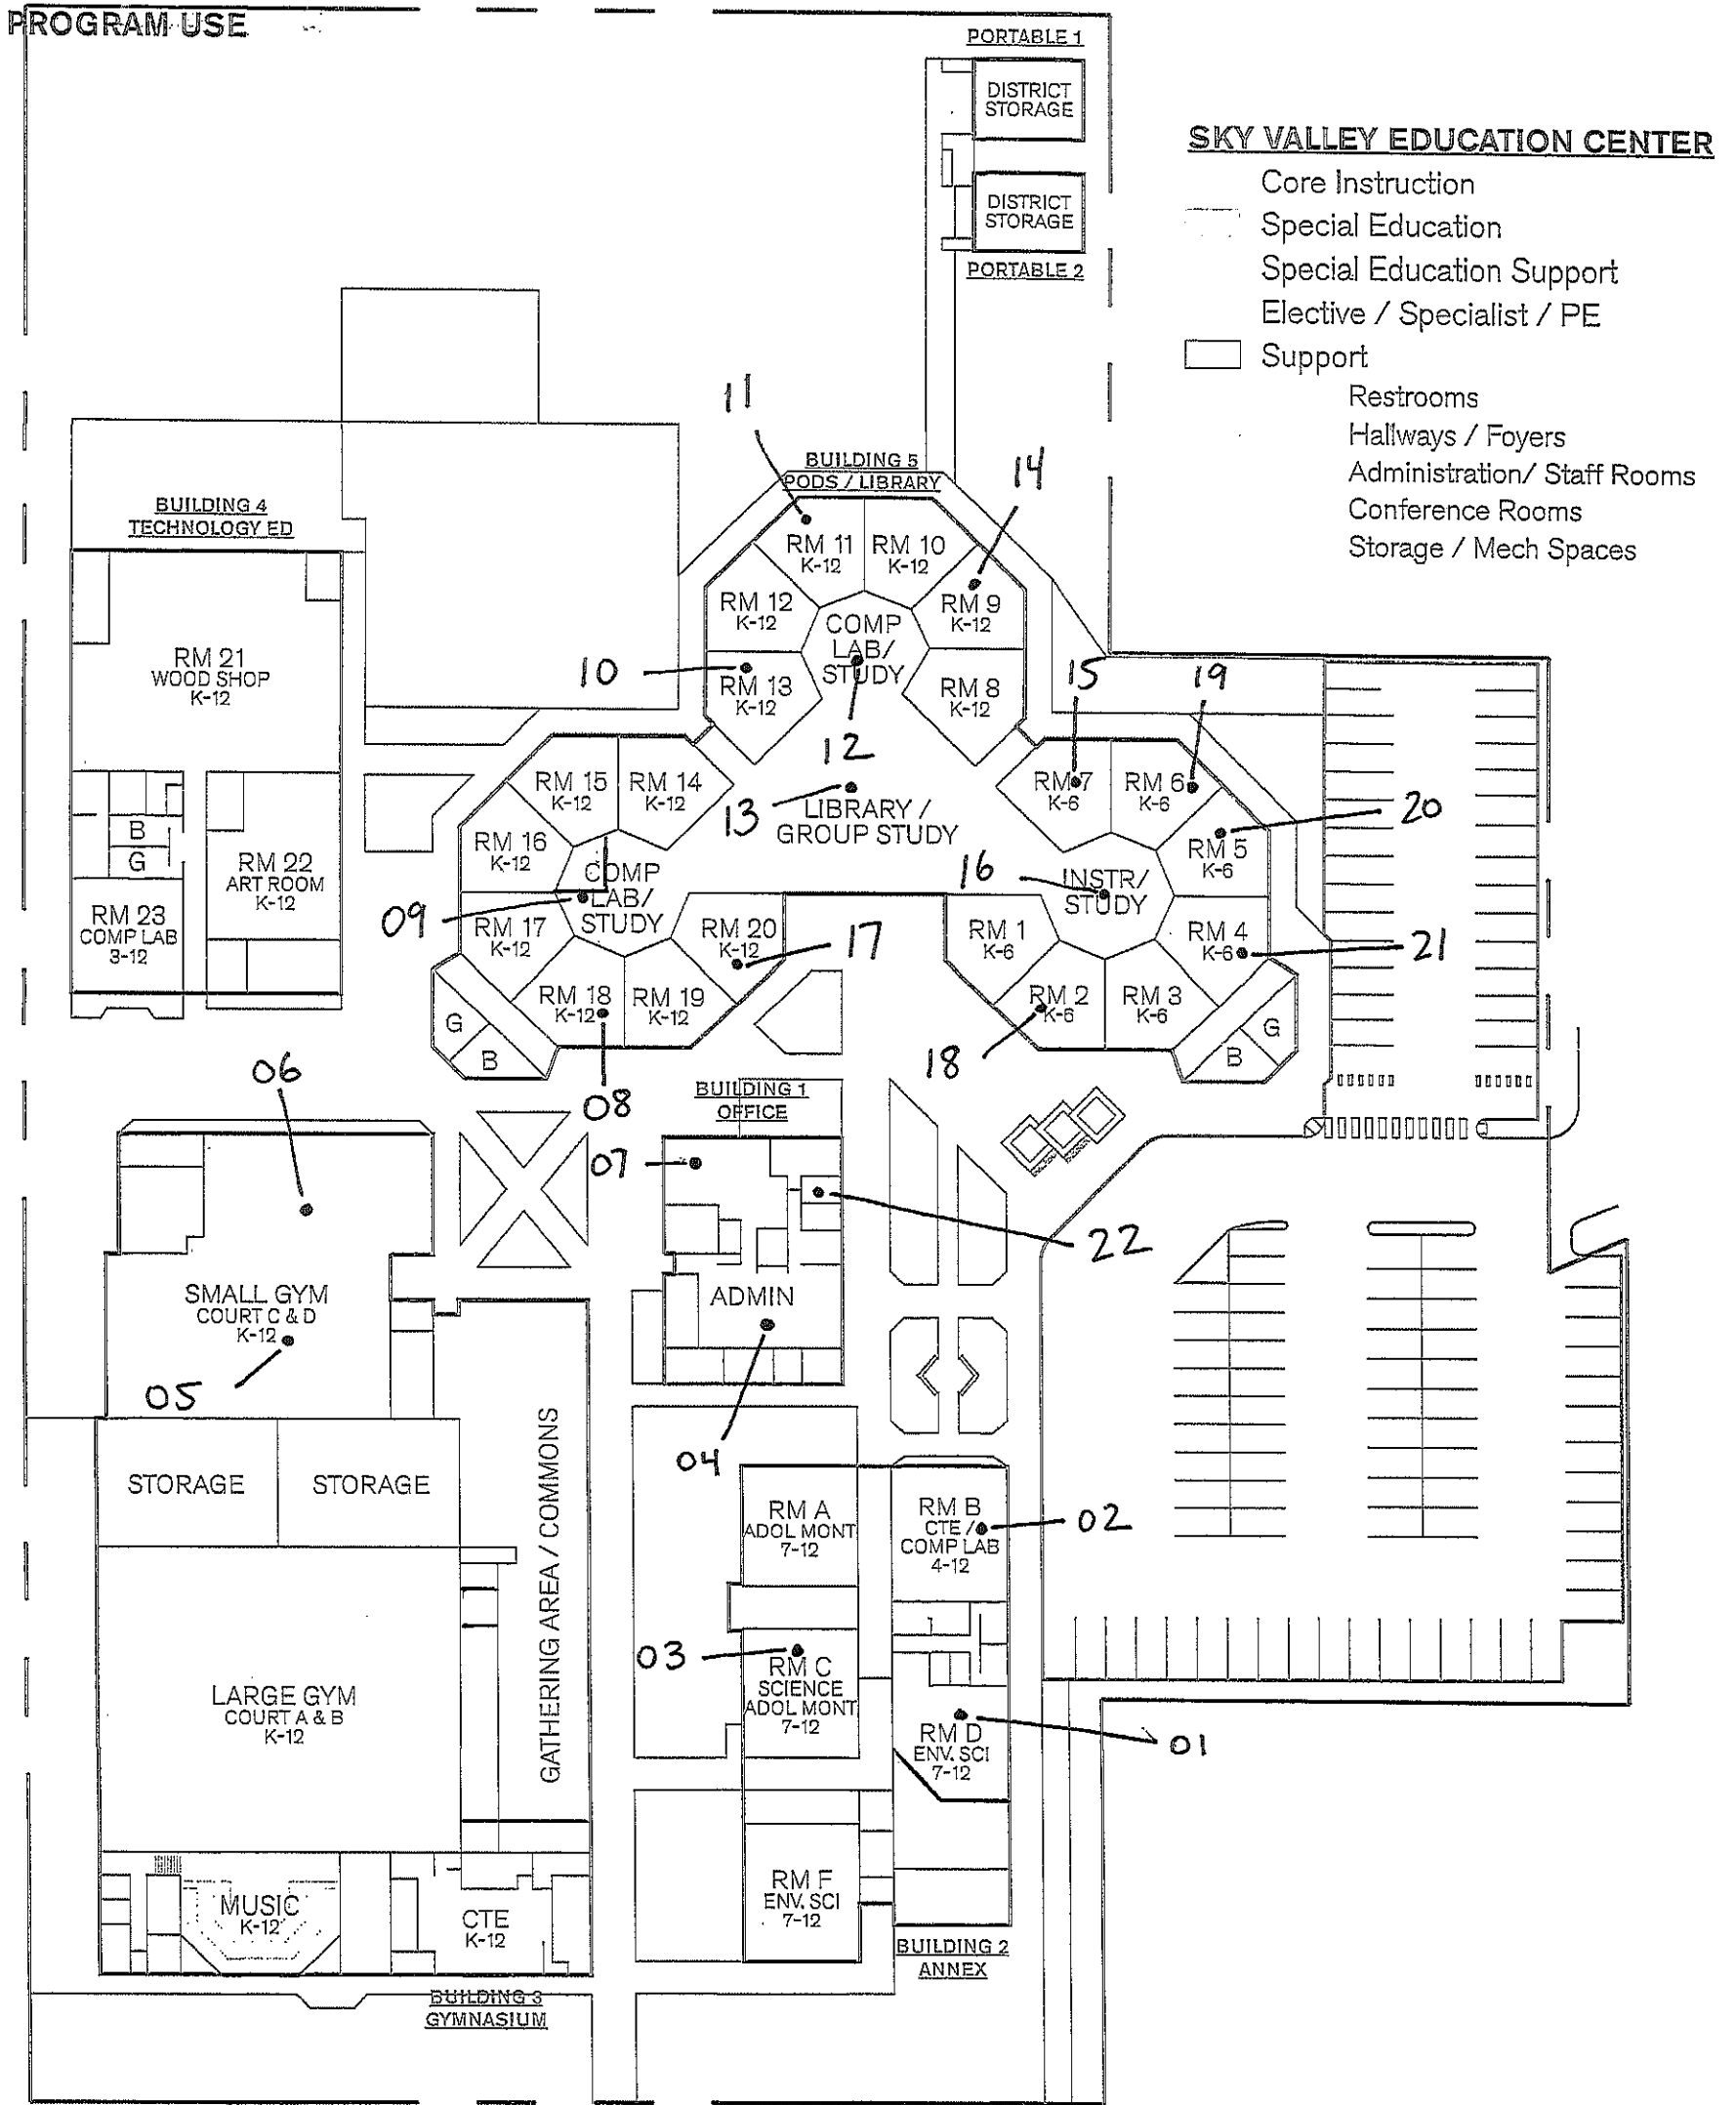 PROGRAM USE
PORTABLE 1
DISTRICT
STORAGE
DISTRICT
STORAGE
PORTABLE 2
SKY VALLEY EDUCATION CENTER
Core Instruction
Special Education
Special Education Support
Elective / Specialist / PE
Support
Restrooms
Hallways / Foyers
Administration/ Staff Rooms
Conference Rooms
Storage / Mech Spaces
11
14
BUILDING 5
PODS / LIBRARY
BUILDING 4
TECHNOLOGY ED
RM 11
K-12
RM 10
K-12
RM 12
K-12
RM 9
K-12
COMP
LAB/
STUDY
RM 13
K-12
RM 8
K-12
10
12
13
15
19
RM 21
WOOD SHOP
K-12
RM 15
K-12
RM 14
K-12
LIBRARY /
GROUP STUDY
RM 7
K-6
RM 6
K-6
20
RM 16
K-12
RM 5
K-6
B
G
RM 22
ART ROOM
K-12
COMP
LAB/
STUDY
16
INSTR/
STUDY
RM 23
COMP LAB
3-12
09
RM 17
K-12
RM 20
K-12
17
RM 1
K-6
RM 4
K-6
21
RM 18
K-12
RM 19
K-12
RM 2
K-6
RM 3
K-6
G
B
G
B
18
06
08
BUILDING 1
OFFICE
07
22
SMALL GYM
COURT C & D
K-12
ADMIN
05
04
STORAGE
STORAGE
GATHERING AREA / COMMONS
RM A
ADOL MONT
7-12
RM B
CTE /
COMP LAB
4-12
02
03
RM C
SCIENCE
ADOL MONT
7-12
LARGE GYM
COURT A & B
K-12
RM D
ENV. SCI
7-12
01
RM F
ENV. SCI
7-12
MUSIC
K-12
CTE
K-12
BUILDING 2
ANNEX
BUILDING 3
GYMNASIUM